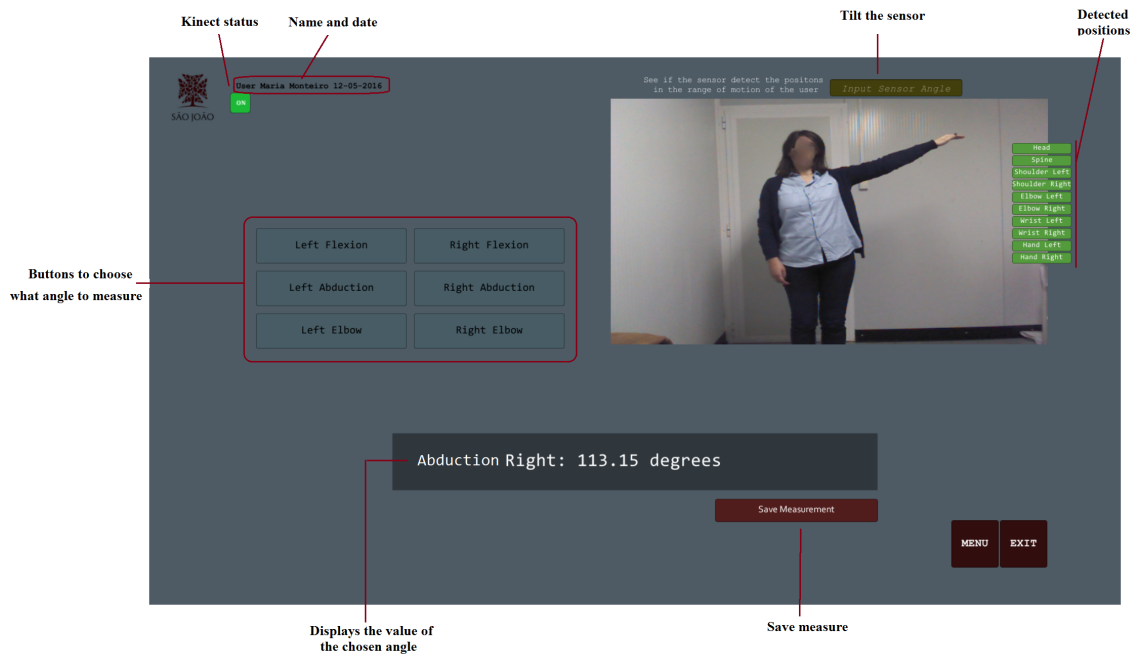 Kinect status
Name and date
Tilt the sensor
Detected
positions
User Maria Monteiro 12-05-2016
ON
SÃO JOÃO
See if the sensor detect the positons
in the range of motion of the user
Input Sensor Angle
Head
Spine
Shoulder Left
Shoulder Right
Elbow Left
Elbow Right
Wrist Left
Wrist Right
Hand Left
Hand Right
Buttons to choose
what angle to measure
Left Flexion
Right Flexion
Left Abduction
Right Abduction
Left Elbow
Right Elbow
Abduction Right: 113.15 degrees
Save Measurement
MENU
EXIT
Displays the value of
the chosen angle
Save measure